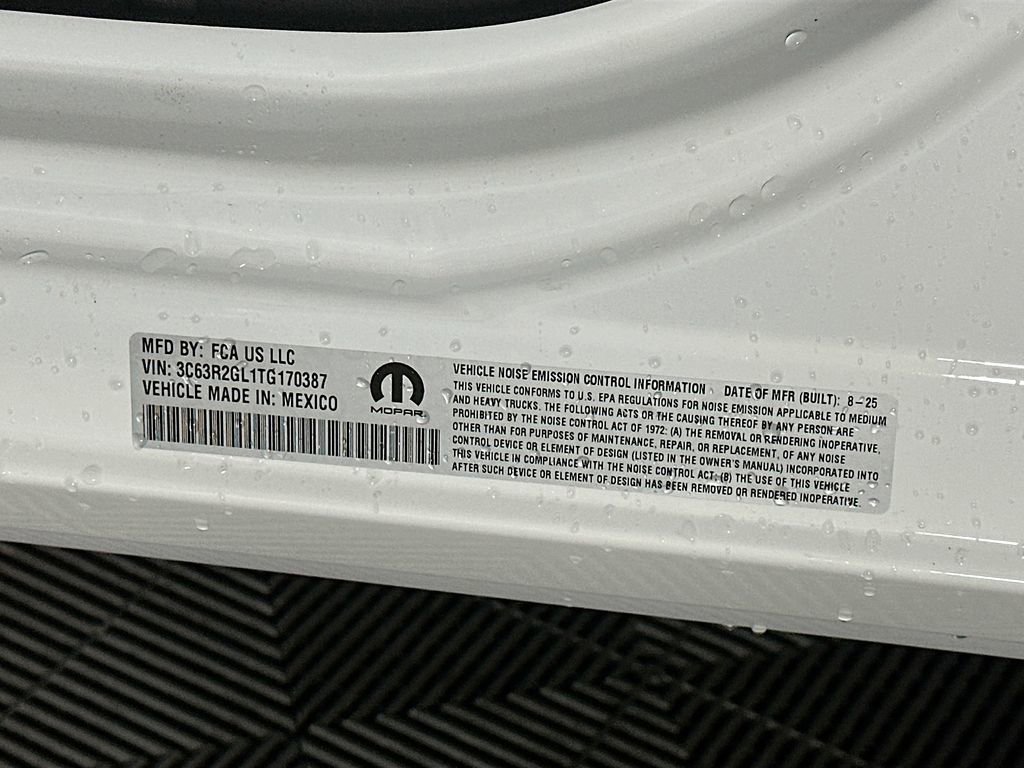 MFD BY: FCA US LLC
VIN: 3C63R2GL1TG170387
VEHICLE MADE IN: MEXICO
MOPAR
VEHICLE NOISE EMISSION CONTROL INFORMATION DATE OF MFR (BUILT): 8-25
THIS VEHICLE CONFORMS TO U.S. EPA REGULATIONS FOR NOISE EMISSION APPLICABLE TO MEDIUM
AND HEAVY TRUCKS. THE FOLLOWING ACTS OR THE CAUSING THEREOF BY ANY PERSON ARE
PROHIBITED BY THE NOISE CONTROL ACT OF 1972: (A) THE REMOVAL OR RENDERING INOPERATIVE,
OTHER THAN FOR PURPOSES OF MAINTENANCE, REPAIR, OR REPLACEMENT, OF ANY NOISE
CONTROL DEVICE OR ELEMENT OF DESIGN (LISTED IN THE OWNER'S MANUAL) INCORPORATED INTO
THIS VEHICLE IN COMPLIANCE WITH THE NOISE CONTROL ACT; (B) THE USE OF THIS VEHICLE
AFTER SUCH DEVICE OR ELEMENT OF DESIGN HAS BEEN REMOVED OR RENDERED INOPERATIVE.